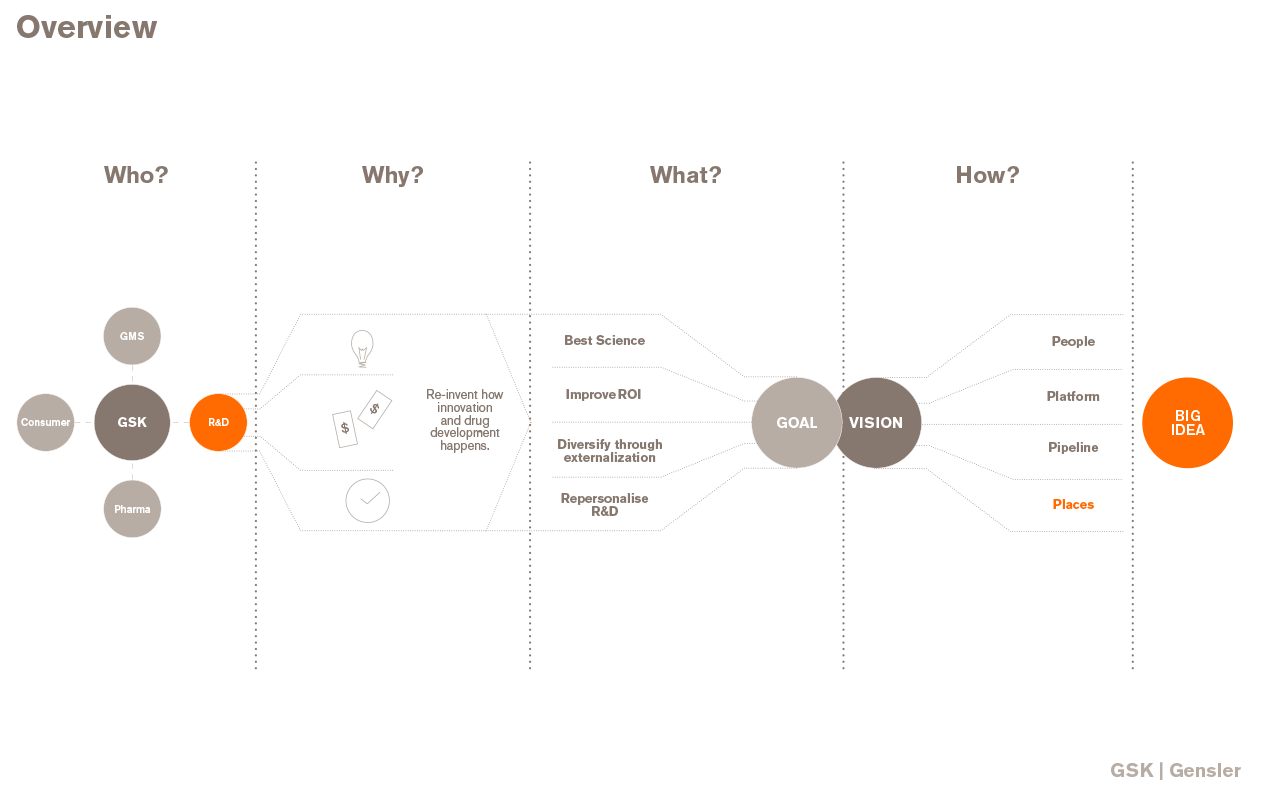 Overview
Who?
Why?
What?
How?
GMS
Consumer
GSK
R&D
Pharma
$
$
Re-invent how
innovation
and drug
development
happens.
Best Science
Improve ROI
Diversify through
externalization
Repersonalise
R&D
GOAL
VISION
People
Platform
Pipeline
Places
BIG
IDEA
GSK | Gensler